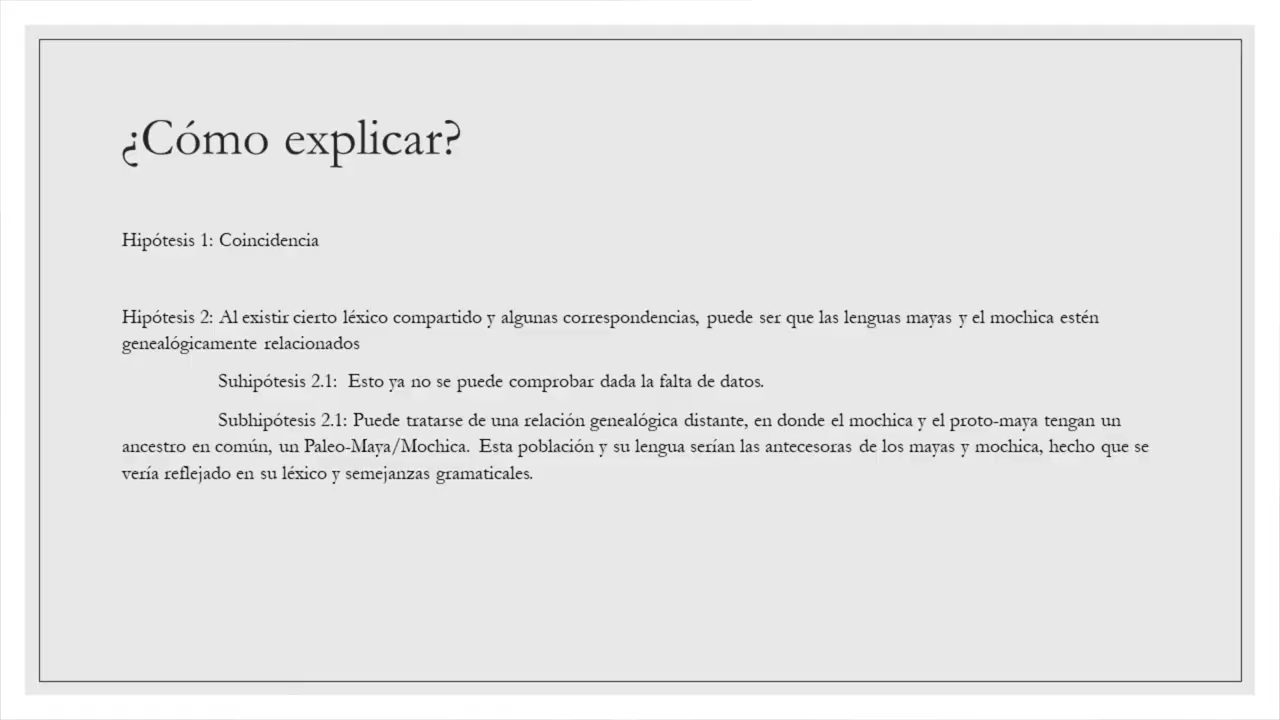 ¿Cómo explicar?
Hipótesis 1: Coincidencia
Hipótesis 2: Al existir cierto léxico compartido y algunas correspondencias, puede ser que las lenguas mayas y el mochica estén
genealógicamente relacionados
Suhipótesis 2.1: Esto ya no se puede comprobar dada la falta de datos.
Subhipótesis 2.1: Puede tratarse de una relación genealógica distante, en donde el mochica y el proto-maya tengan un
ancestro en común, un Paleo-Maya/Mochica. Esta población y su lengua serían las antecesoras de los mayas y mochica, hecho que se
vería reflejado en su léxico y semejanzas gramaticales.